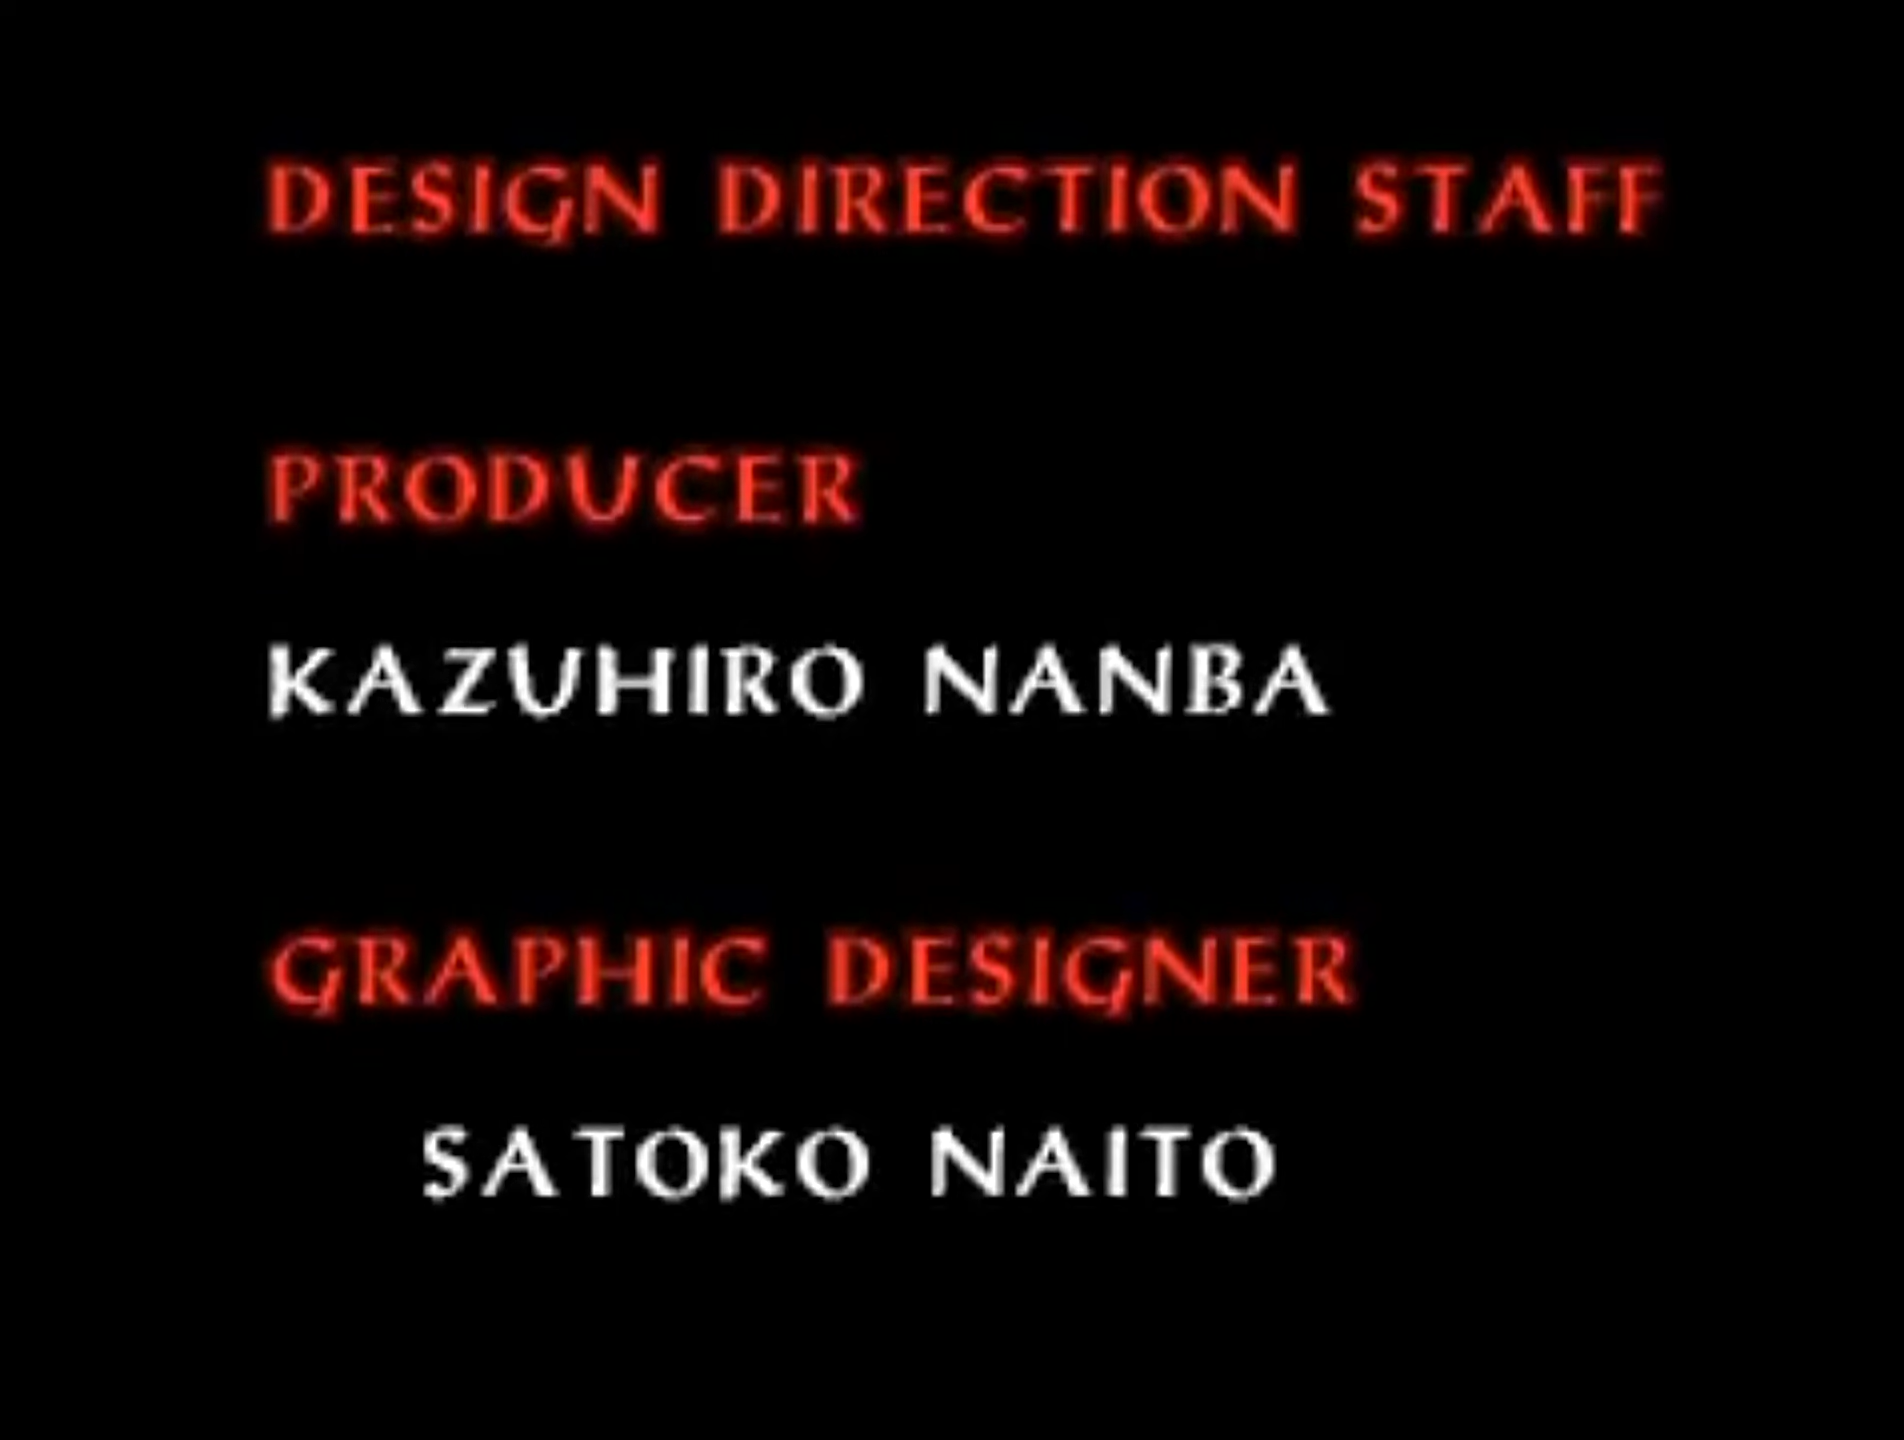 DESIGN DIRECTION STAFF
PRODUCER
KAZUHIRO NANBA
GRAPHIC DESIGNER
SATOKO NAITO